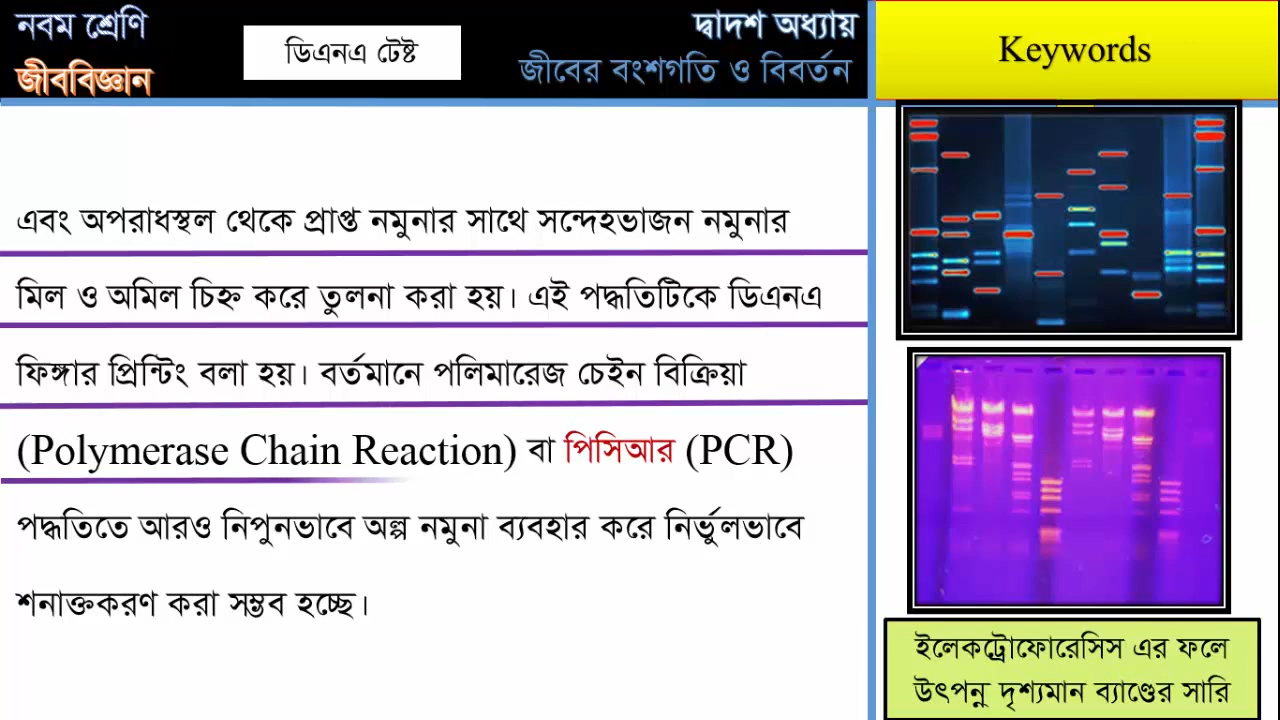 নবম শ্রেণি
জীববিজ্ঞান
ডিএনএ টেষ্ট
দ্বাদশ অধ্যায়
জীবের বংশগতি ও বিবর্তন
Keywords
এবং অপরাধস্থল থেকে প্রাপ্ত নমুনার সাথে সন্দেহভাজন নমুনার
মিল ও অমিল চিহ্ন করে তুলনা করা হয়। এই পদ্ধতিটিকে ডিএনএ
ফিঙ্গার প্রিন্টিং বলা হয়। বর্তমানে পলিমারেজ চেইন বিক্রিয়া
(Polymerase Chain Reaction) বা পিসিআর (PCR)
পদ্ধতিতে আরও নিপুনভাবে অল্প নমুনা ব্যবহার করে নির্ভুলভাবে
শনাক্তকরণ করা সম্ভব হচ্ছে।
ইলেকট্রোফোরেসিস এর ফলে
উৎপন্ন দৃশ্যমান ব্যাণ্ডের সারি